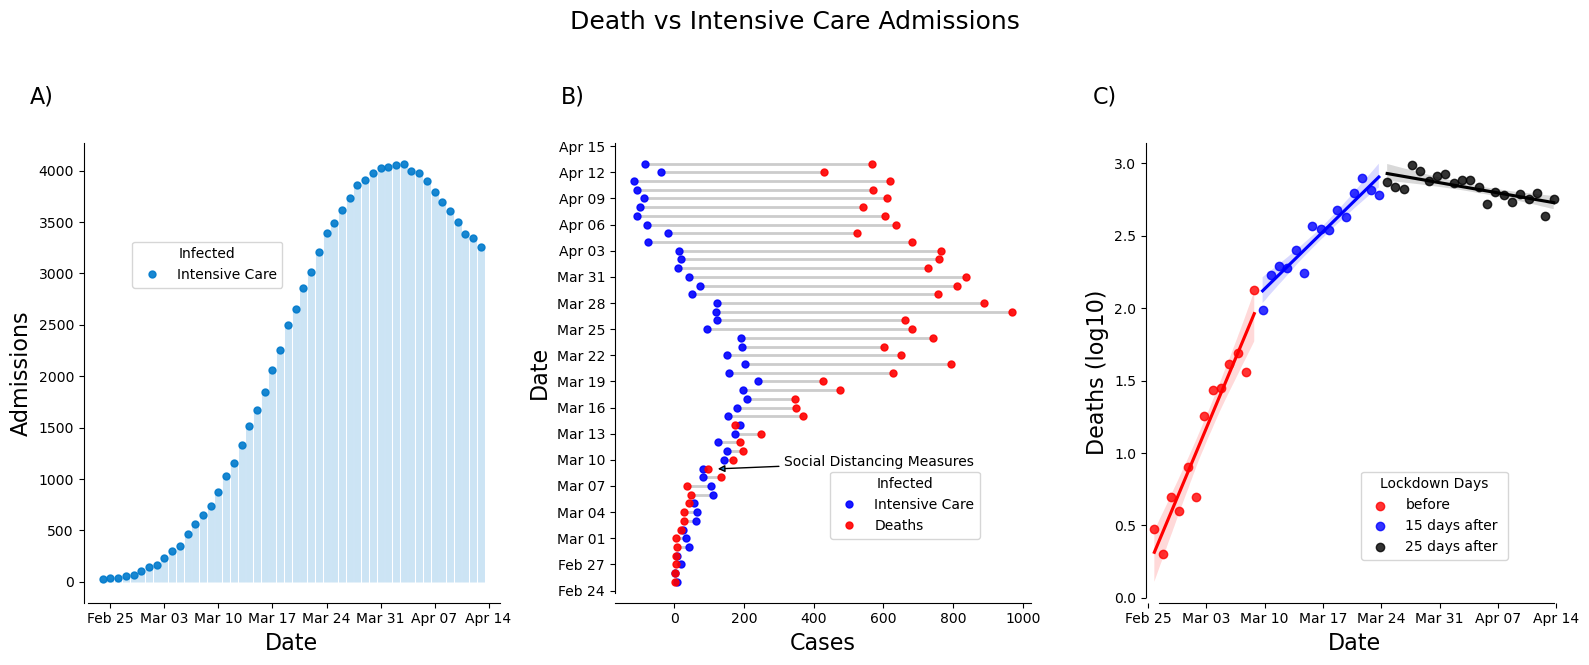 Death vs Intensive Care Admissions
A)
Admissions
4000
3500
3000
2500
2000
1500
1000
500
0
Infected
Intensive Care
Feb 25 Mar 03 Mar 10 Mar 17 Mar 24 Mar 31 Apr 07 Apr 14
Date
B)
Date
Apr 15
Apr 12
Apr 09
Apr 06
Apr 03
Mar 31
Mar 28
Mar 25
Mar 22
Mar 19
Mar 16
Mar 13
Mar 10
Mar 07
Mar 04
Mar 01
Feb 27
Feb 24
Social Distancing Measures
Infected
Intensive Care
Deaths
0 200 400 600 800 1000
Cases
C)
Deaths (log10)
3.0
2.5
2.0
1.5
1.0
0.5
0.0
Lockdown Days
before
15 days after
25 days after
Feb 25 Mar 03 Mar 10 Mar 17 Mar 24 Mar 31 Apr 07 Apr 14
Date